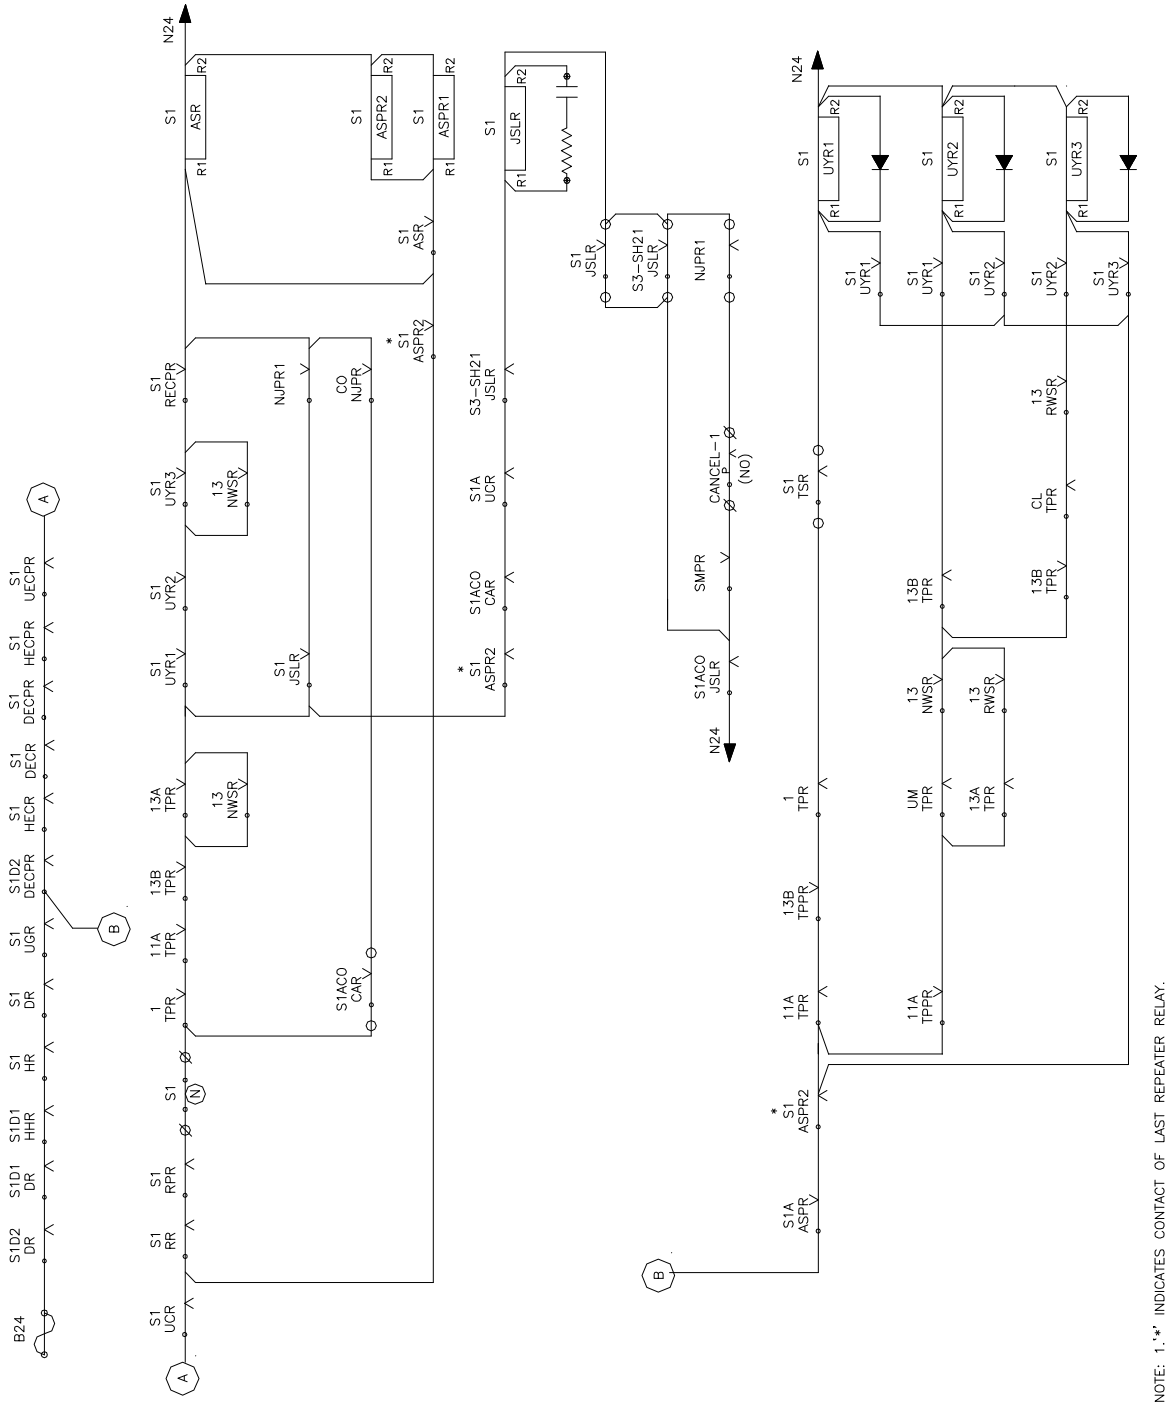 B24
S1D2
DR
S1D1
DR
S1D1
HHR
S1
HR
S1
DR
S1
UGR
S1D2
DECPR
S1
HECR
S1
DECR
S1
DECPR
S1
HECPR
S1
UECPR
A
B
A
S1
UCR
S1
RR
S1
RPR
S1
N
1
TPR
11A
TPR
13B
TPR
13A
TPR
13
NWSR
S1
UYR1
S1
UYR2
S1
UYR3
13
NWSR
S1
RECPR
S1
ASR
R1
R2
N24
S1
JSLR
NJPR1
S1ACO
CAR
CO
NJPR
S1
ASPR2
R1
R2
*
S1
ASPR2
S1
ASR
S1
ASPR1
R1
R2
*
S1
ASPR2
S1ACO
CAR
S1A
UCR
S3-SH21
JSLR
S1
JSLR
R1
R2
S1
JSLR
S3-SH21
JSLR
NJPR1
N24
S1ACO
JSLR
SMPR
CANCEL-1
P
(NO)
B
S1A
ASPR
*
S1
ASPR2
11A
TPR
13B
TPPR
1
TPR
S1
TSR
S1
UYR1
R1
R2
N24
S1
UYR1
11A
TPPR
UM
TPR
13
NWSR
13B
TPR
S1
UYR1
S1
UYR2
R1
R2
13A
TPR
13
RWSR
S1
UYR2
13B
TPR
CL
TPR
13
RWSR
S1
UYR2
S1
UYR3
R1
R2
S1
UYR3
NOTE: 1.'*' INDICATES CONTACT OF LAST REPEATER RELAY.